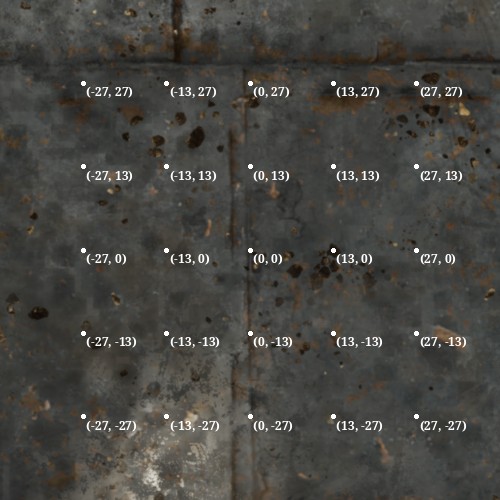 (-27, 27) (-13, 27) (0, 27) (13, 27) (27, 27)
(-27, 13) (-13, 13) (0, 13) (13, 13) (27, 13)
(-27, 0) (-13, 0) (0, 0) (13, 0) (27, 0)
(-27, -13) (-13, -13) (0, -13) (13, -13) (27, -13)
(-27, -27) (-13, -27) (0, -27) (13, -27) (27, -27)